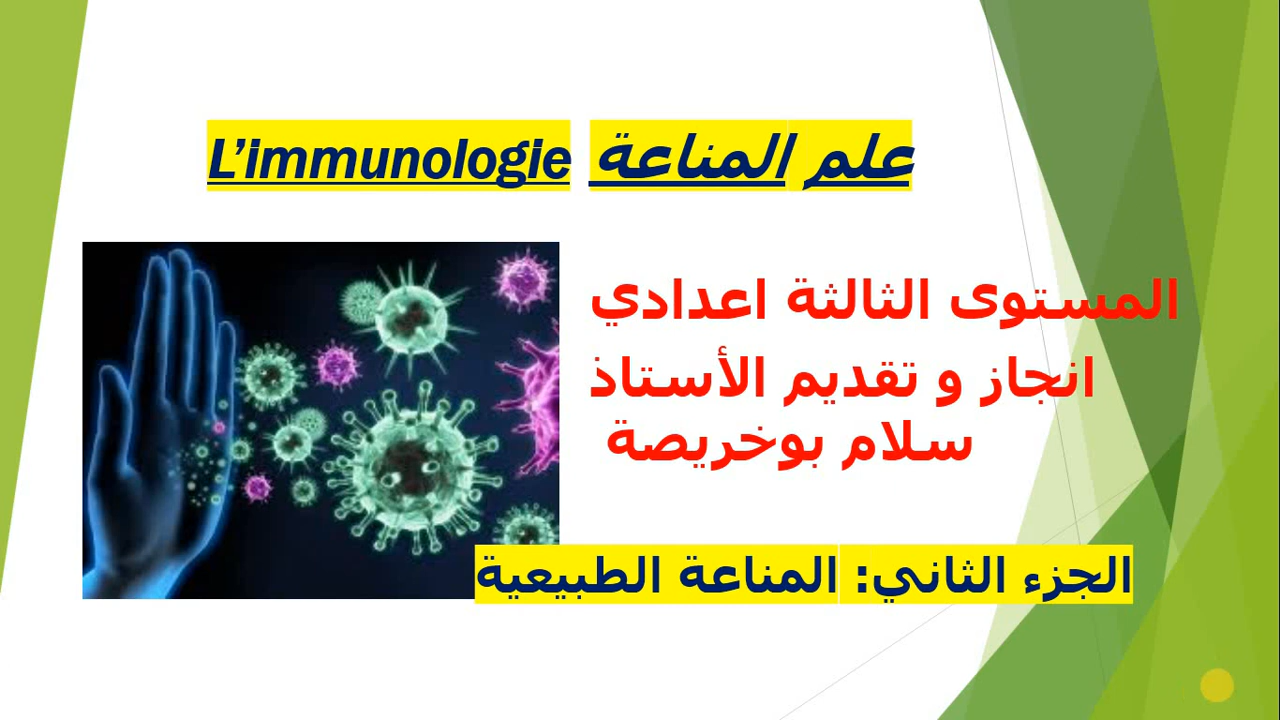 علم المناعة L’immunologie
المستوى الثالثة اعدادي
انجاز و تقديم الأستاذ
سلام بوخريصة
الجزء الثاني: المناعة الطبيعية